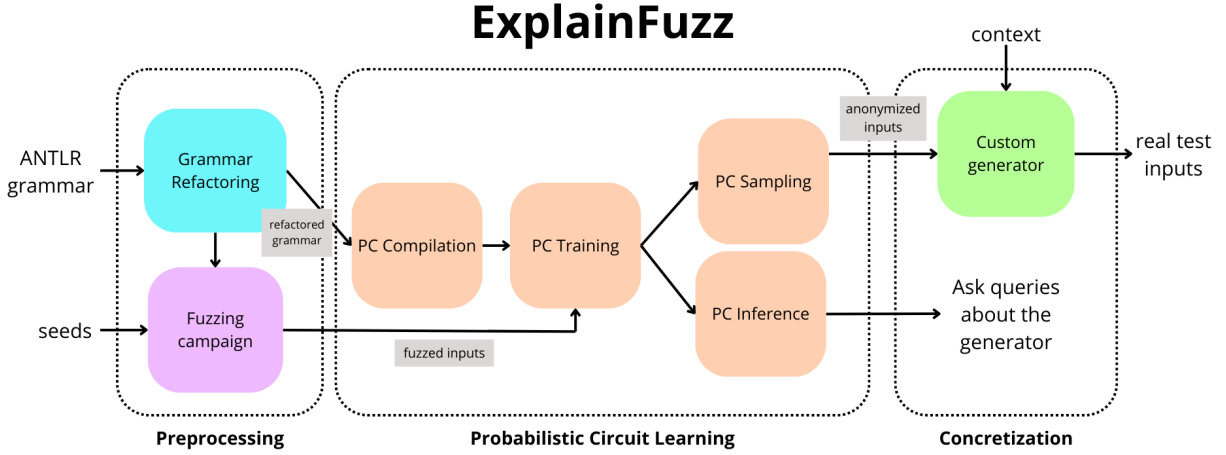 ExplainFuzz
context
anonymized
inputs
ANTLR
grammar
Grammar
Refactoring
Custom
generator
real test
inputs
PC Sampling
refactored
grammar
PC Compilation
PC Training
seeds
Fuzzing
campaign
fuzzed inputs
PC Inference
Ask queries
about the
generator
Preprocessing
Probabilistic Circuit Learning
Concretization